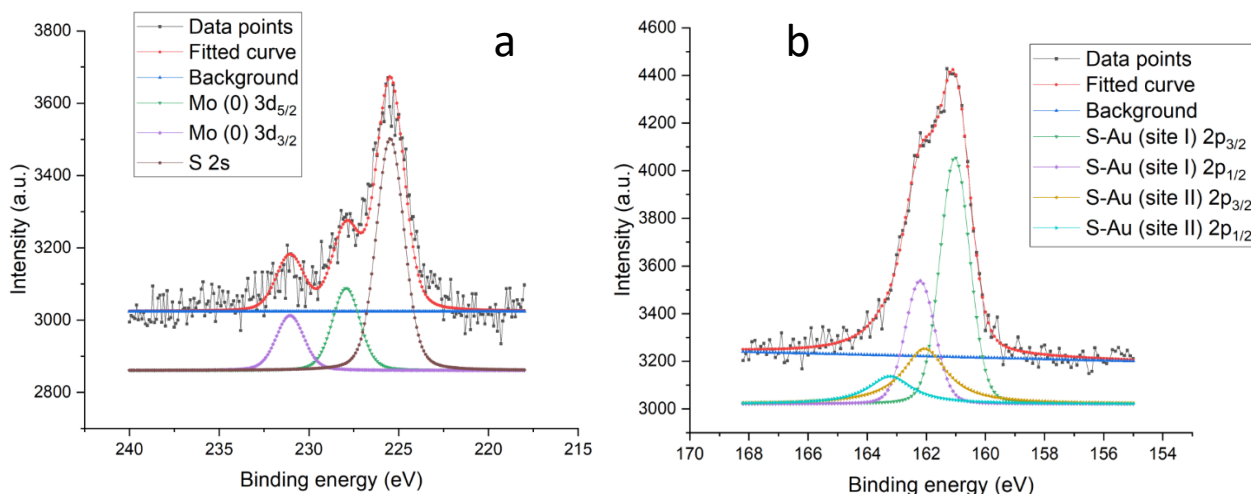 a
Data points
Fitted curve
Background
Mo (0) 3d5/2
Mo (0) 3d3/2
S 2s
3800
3600
3400
3200
3000
2800
Intensity (a.u.)
240
235
230
225
220
215
Binding energy (eV)
b
Data points
Fitted curve
Background
S-Au (site I) 2p3/2
S-Au (site I) 2p1/2
S-Au (site II) 2p3/2
S-Au (site II) 2p1/2
4600
4400
4200
4000
3800
3600
3400
3200
3000
Intensity (a.u.)
170
168
166
164
162
160
158
156
154
Binding energy (eV)